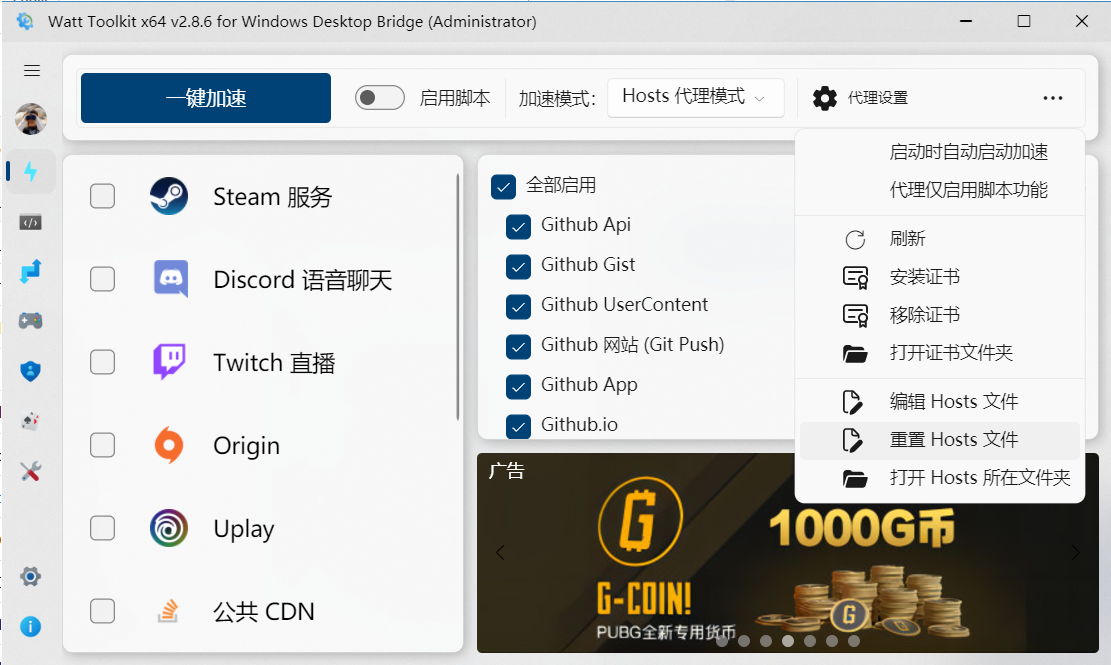 Watt Toolkit x64 v2.8.6 for Windows Desktop Bridge (Administrator)
一键加速
启用脚本
加速模式：
Hosts 代理模式
代理设置
Steam 服务
Discord 语音聊天
Twitch 直播
Origin
Uplay
公共 CDN
全部启用
Github Api
Github Gist
Github UserContent
Github 网站 (Git Push)
Github App
Github.io
启动时自动启动加速
代理仅启用脚本功能
刷新
安装证书
移除证书
打开证书文件夹
编辑 Hosts 文件
重置 Hosts 文件
打开 Hosts 所在文件夹
广告
1000G币
G-COIN!
PUBG全新专用货币